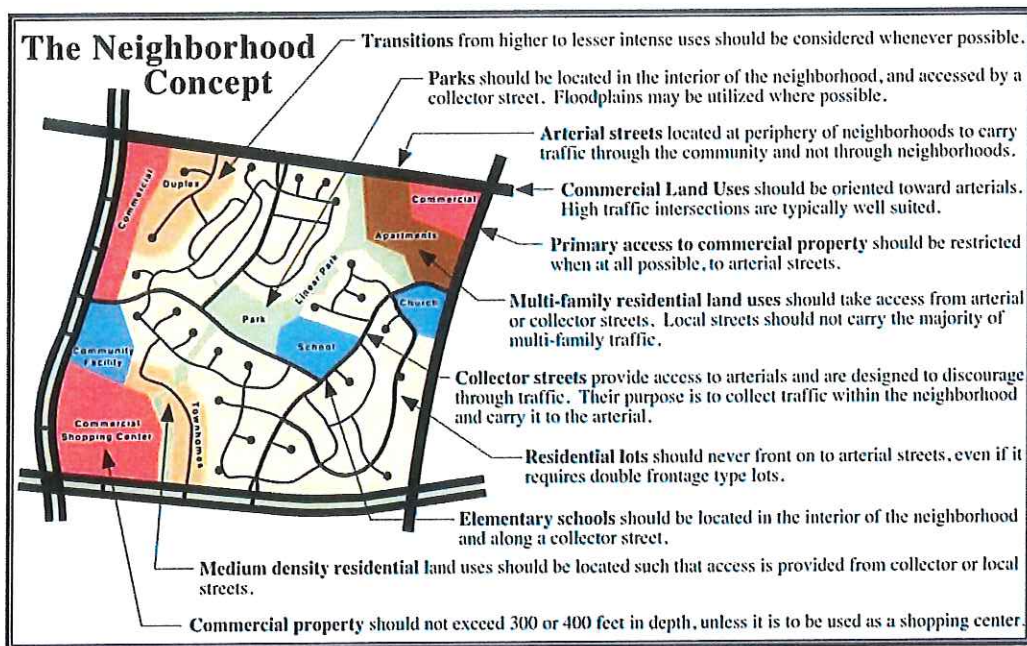 The Neighborhood
Concept
Transitions from higher to lesser intense uses should be considered whenever possible.
Parks should be located in the interior of the neighborhood, and accessed by a
collector street. Floodplains may be utilized where possible.
Arterial streets located at periphery of neighborhoods to carry
traffic through the community and not through neighborhoods.
Commercial Land Uses should be oriented toward arterials.
High traffic intersections are typically well suited.
Primary access to commercial property should be restricted
when at all possible, to arterial streets.
Multi-family residential land uses should take access from arterial
or collector streets. Local streets should not carry the majority of
multi-family traffic.
Collector streets provide access to arterials and are designed to discourage
through traffic. Their purpose is to collect traffic within the neighborhood
and carry it to the arterial.
Residential lots should never front on to arterial streets, even if it
requires double frontage type lots.
Elementary schools should be located in the interior of the neighborhood
and along a collector street.
Medium density residential land uses should be located such that access is provided from collector or local
streets.
Commercial property should not exceed 300 or 400 feet in depth, unless it is to be used as a shopping center.
Commercial
Duplex
Commercial
Apartments
Linear Park
Church
Park
School
Community
Facility
Townhomes
Commercial
Shopping Center